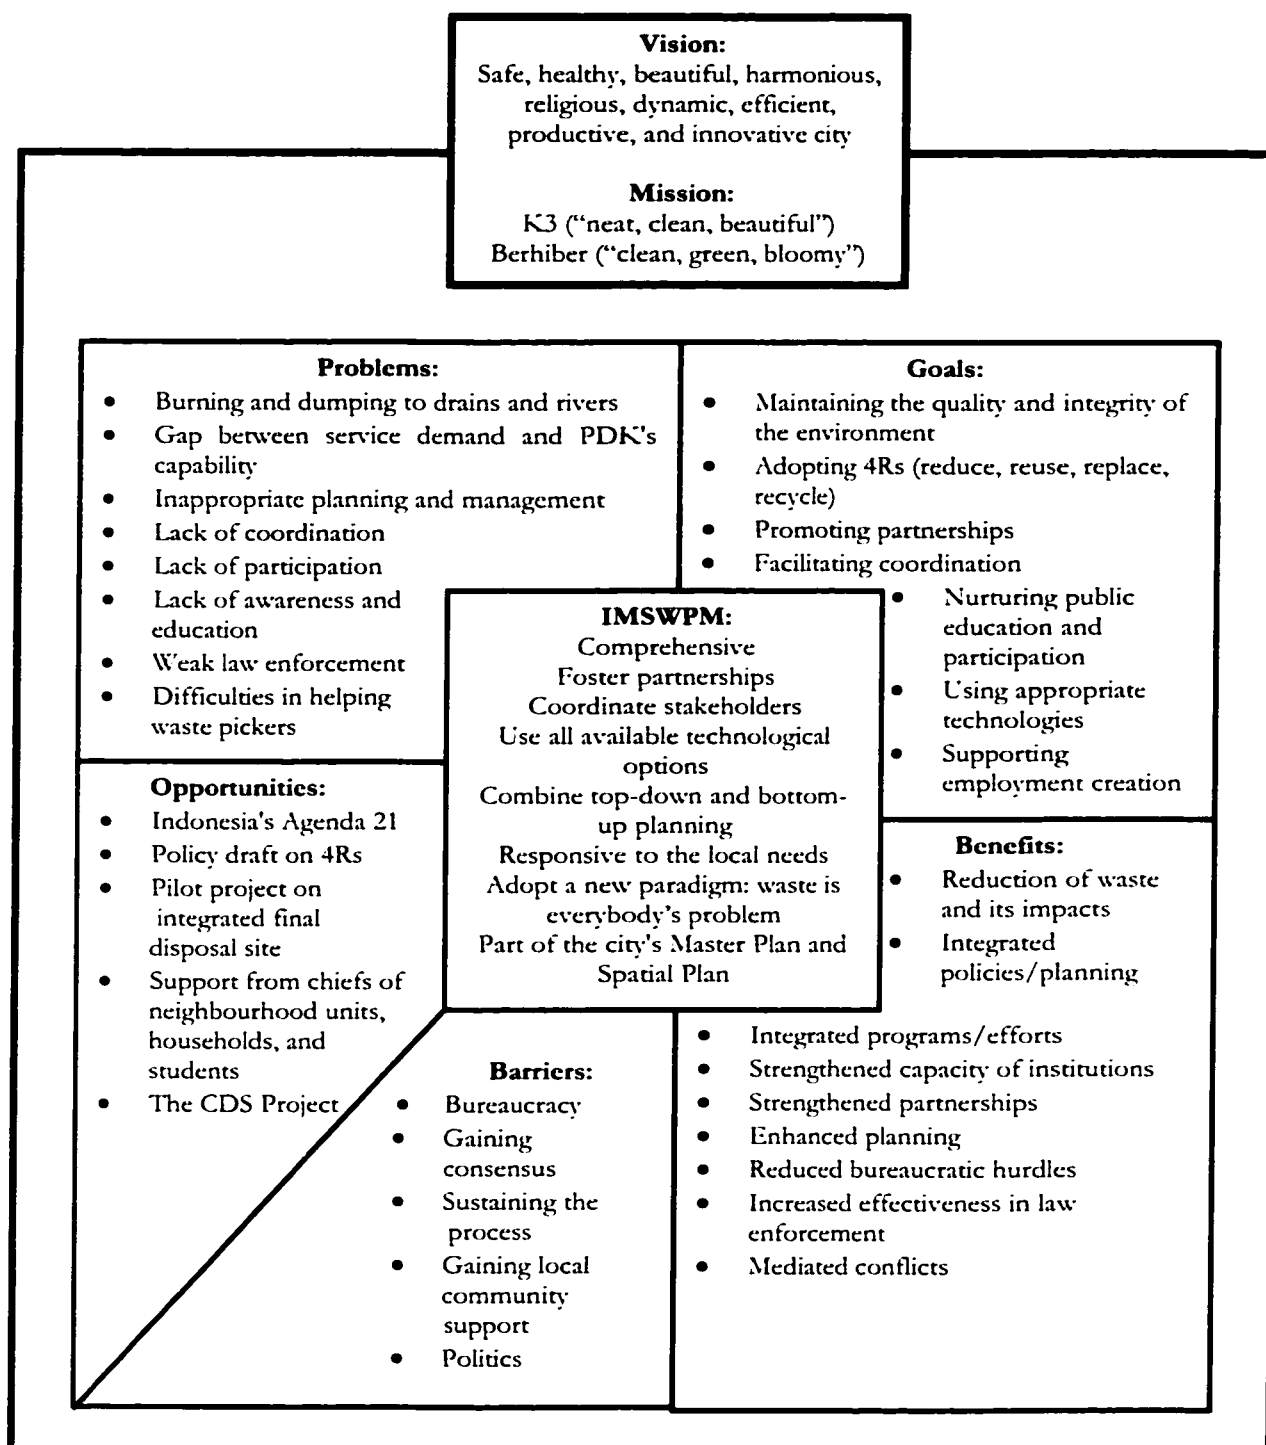 Vision:
Safe, healthy, beautiful, harmonious,
religious, dynamic, efficient,
productive, and innovative city
Mission:
K3 (“neat, clean, beautiful”)
Berhiber (“clean, green, bloomy”)
Problems:
• Burning and dumping to drains and rivers
• Gap between service demand and PDK's
capability
• Inappropriate planning and management
• Lack of coordination
• Lack of participation
• Lack of awareness and
education
• Weak law enforcement
• Difficulties in helping
waste pickers
Goals:
• Maintaining the quality and integrity of
the environment
• Adopting 4Rs (reduce, reuse, replace,
recycle)
• Promoting partnerships
• Facilitating coordination
• Nurturing public
education and
participation
• Using appropriate
technologies
• Supporting
employment creation
IMSWPM:
Comprehensive
Foster partnerships
Coordinate stakeholders
Use all available technological
options
Combine top-down and bottom-
up planning
Responsive to the local needs
Adopt a new paradigm: waste is
everybody's problem
Part of the city's Master Plan and
Spatial Plan
Opportunities:
• Indonesia's Agenda 21
• Policy draft on 4Rs
• Pilot project on
integrated final
disposal site
• Support from chiefs of
neighbourhood units,
households, and
students
• The CDS Project
Barriers:
• Bureaucracy
• Gaining
consensus
• Sustaining the
process
• Gaining local
community
support
• Politics
Benefits:
• Reduction of waste
and its impacts
• Integrated
policies/planning
• Integrated programs/efforts
• Strengthened capacity of institutions
• Strengthened partnerships
• Enhanced planning
• Reduced bureaucratic hurdles
• Increased effectiveness in law
enforcement
• Mediated conflicts